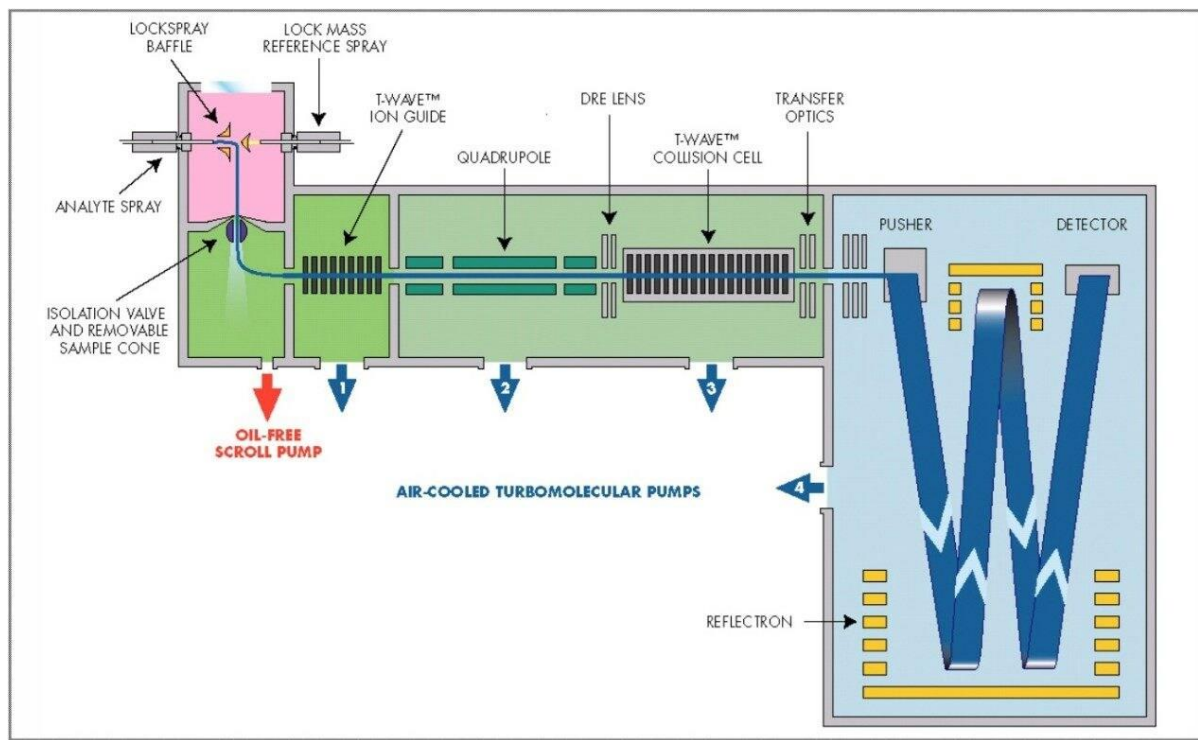 LOCKSPRAY
BAFFLE
LOCK MASS
REFERENCE SPRAY
T-WAVE™
ION GUIDE
DRE LENS
TRANSFER
OPTICS
QUADRUPOLE
T-WAVE™
COLLISION CELL
ANALYTE SPRAY
PUSHER
DETECTOR
ISOLATION VALVE
AND REMOVABLE
SAMPLE CONE
1
2
3
OIL-FREE
SCROLL PUMP
AIR-COOLED TURBOMOLECULAR PUMPS
4
REFLECTRON